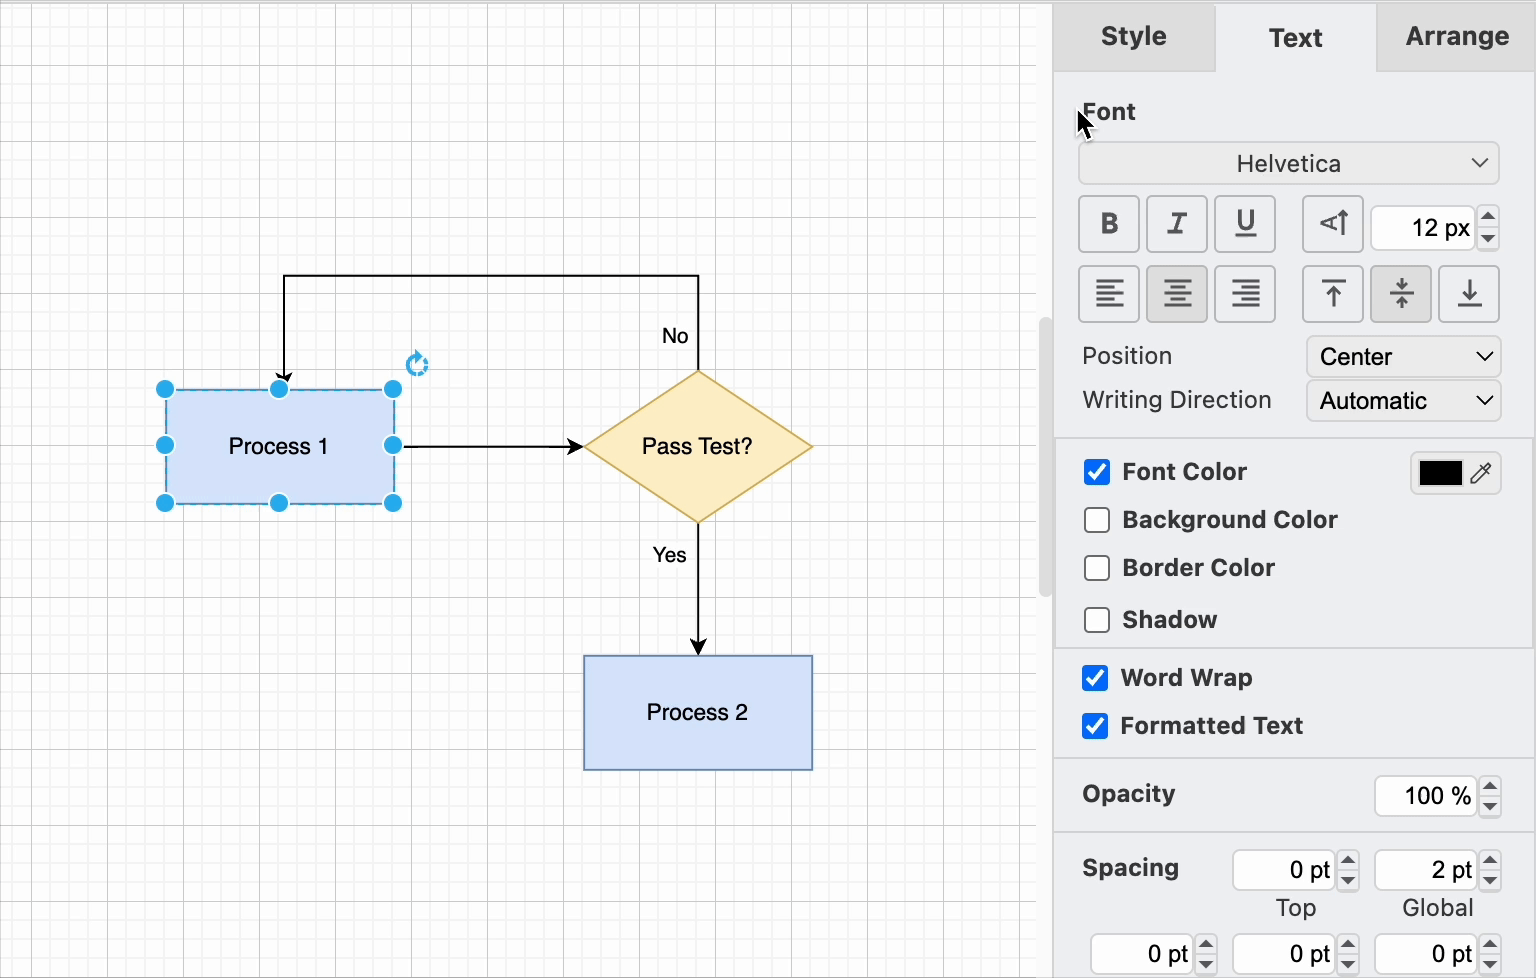 Style
Text
Arrange
Font
Helvetica
B I U A 12 px
Position Center
Writing Direction Automatic
Font Color
Background Color
Border Color
Shadow
Word Wrap
Formatted Text
Opacity 100 %
Spacing 0 pt 2 pt
Top Global
0 pt 0 pt 0 pt
No
Process 1
Pass Test?
Yes
Process 2